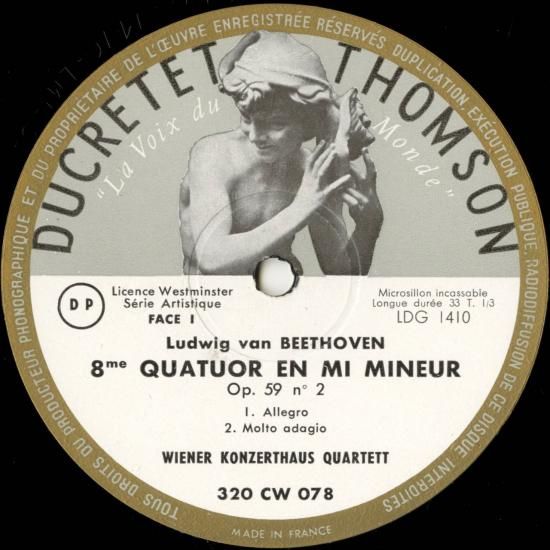 TOUS DROITS DU PRODUCTEUR PHONOGRAPHIQUE ET DU PROPRIETAIRE DE L'ŒUVRE ENREGISTRÉE RÉSERVÉS. DUPLICATION, EXÉCUTION PUBLIQUE, RADIODIFFUSION DE CE DISQUE INTERDITES
DUCRETET THOMSON
"La Voix du Monde"
DP
Licence Westminster
Série Artistique
FACE 1
Microsillon incassable
Longue durée 33 T. 1/3
LDG 1410
Ludwig van BEETHOVEN
8me QUATUOR EN MI MINEUR
Op. 59 n° 2
1. Allegro
2. Molto adagio
WIENER KONZERTHAUS QUARTETT
320 CW 078
MADE IN FRANCE